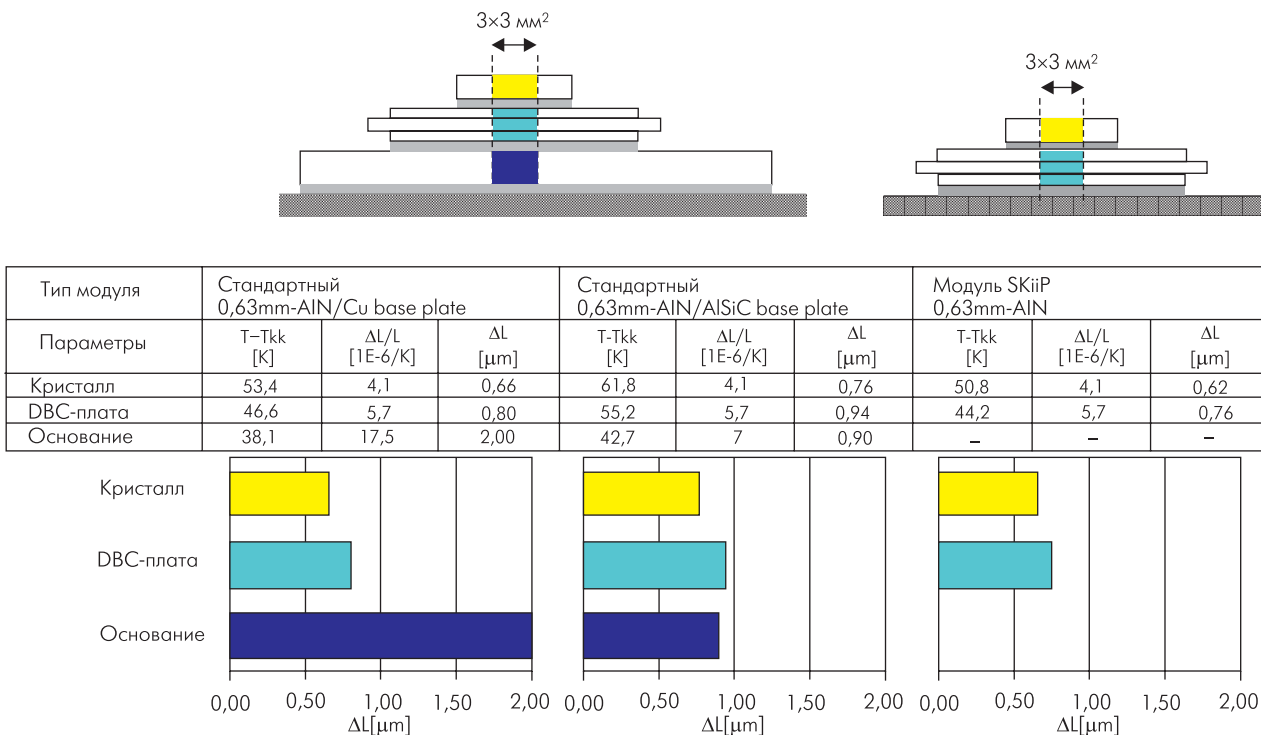 3×3 мм²
3×3 мм²
Тип модуля
Стандартный
0,63mm-AlN/Cu base plate
Стандартный
0,63mm-AlN/AlSiC base plate
Модуль SKiiP
0,63mm-AlN
Параметры
T–Tkk [K] ΔL/L [1E-6/K] ΔL [μm] T-Tkk [K] ΔL/L [1E-6/K] ΔL [μm] T-Tkk [K] ΔL/L [1E-6/K] ΔL [μm]
Кристалл 53,4 4,1 0,66 61,8 4,1 0,76 50,8 4,1 0,62
DBC-плата 46,6 5,7 0,80 55,2 5,7 0,94 44,2 5,7 0,76
Основание 38,1 17,5 2,00 42,7 7 0,90 – – –
Кристалл
DBC-плата
Основание
0,00 0,50 1,00 1,50 2,00 0,00 0,50 1,00 1,50 2,00 0,00 0,50 1,00 1,50 2,00
ΔL[μm] ΔL[μm] ΔL[μm]